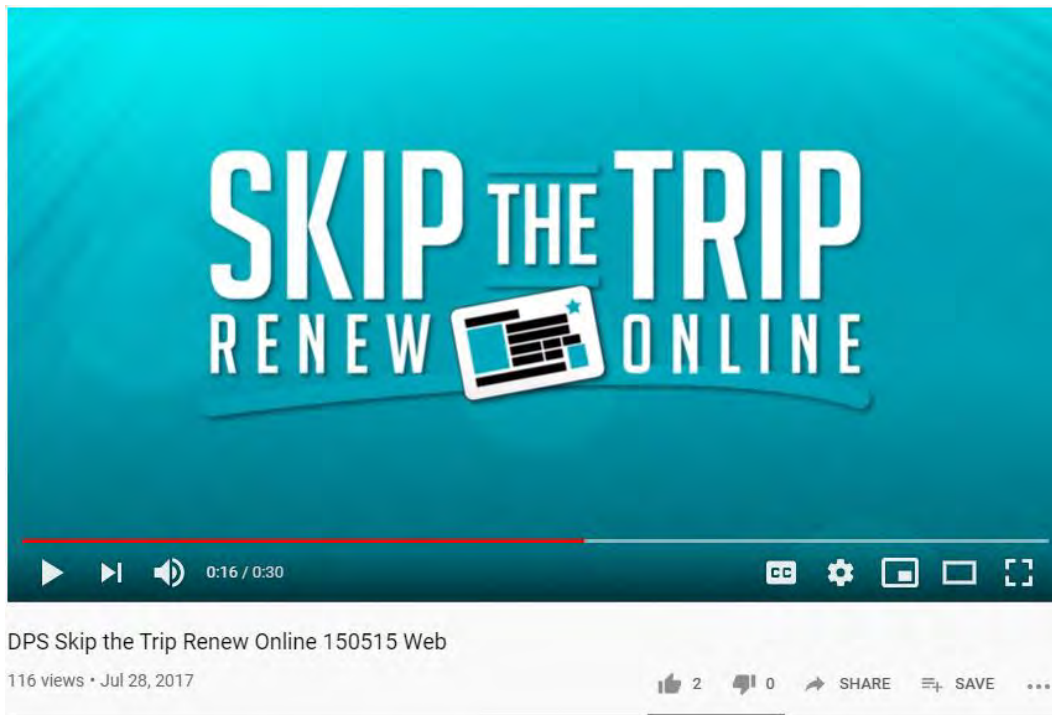 SKIP THE TRIP
RENEW ONLINE
0:16 / 0:30
CC
DPS Skip the Trip Renew Online 150515 Web
116 views • Jul 28, 2017
2 0 SHARE SAVE